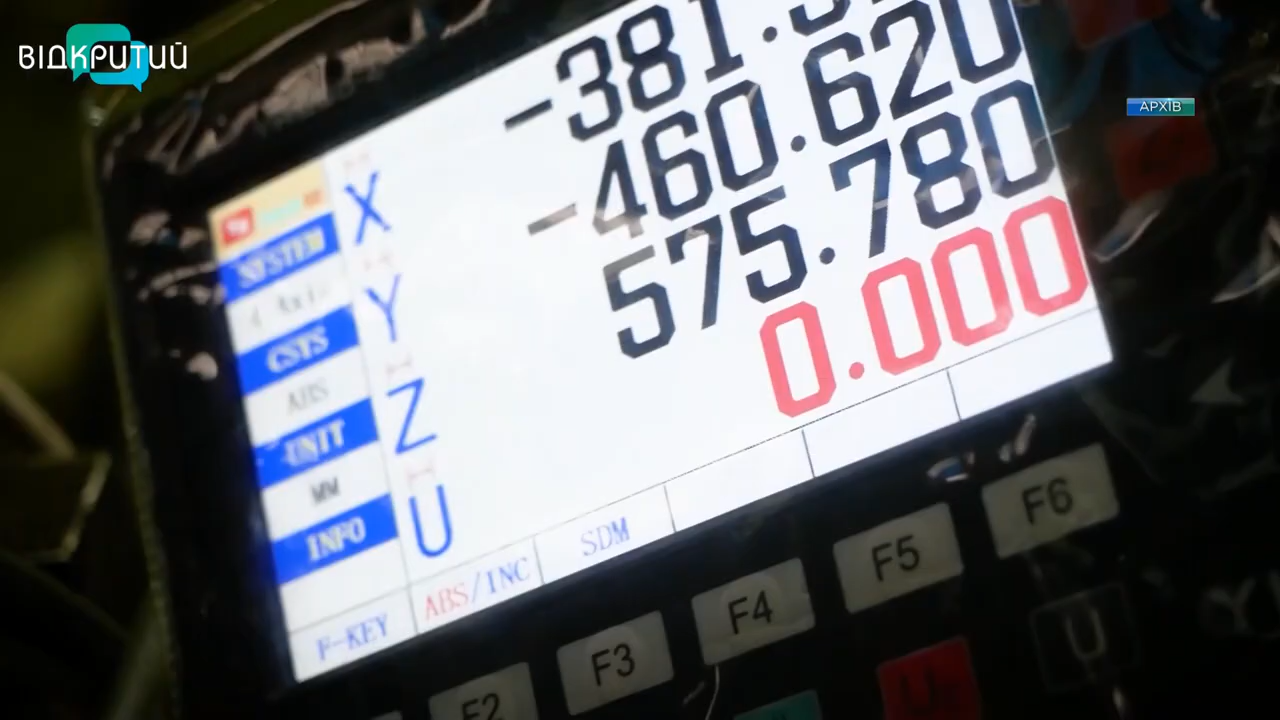 ВІДКРИТИЙ
АРХІВ
X
-460.620
Y
575.780
Z
0.000
U
SYSTEM
CSYS
ABS
UNIT
MM
INFO
F-KEY
ABS/INC
SDM
F2
F3
F4
F5
F6
U